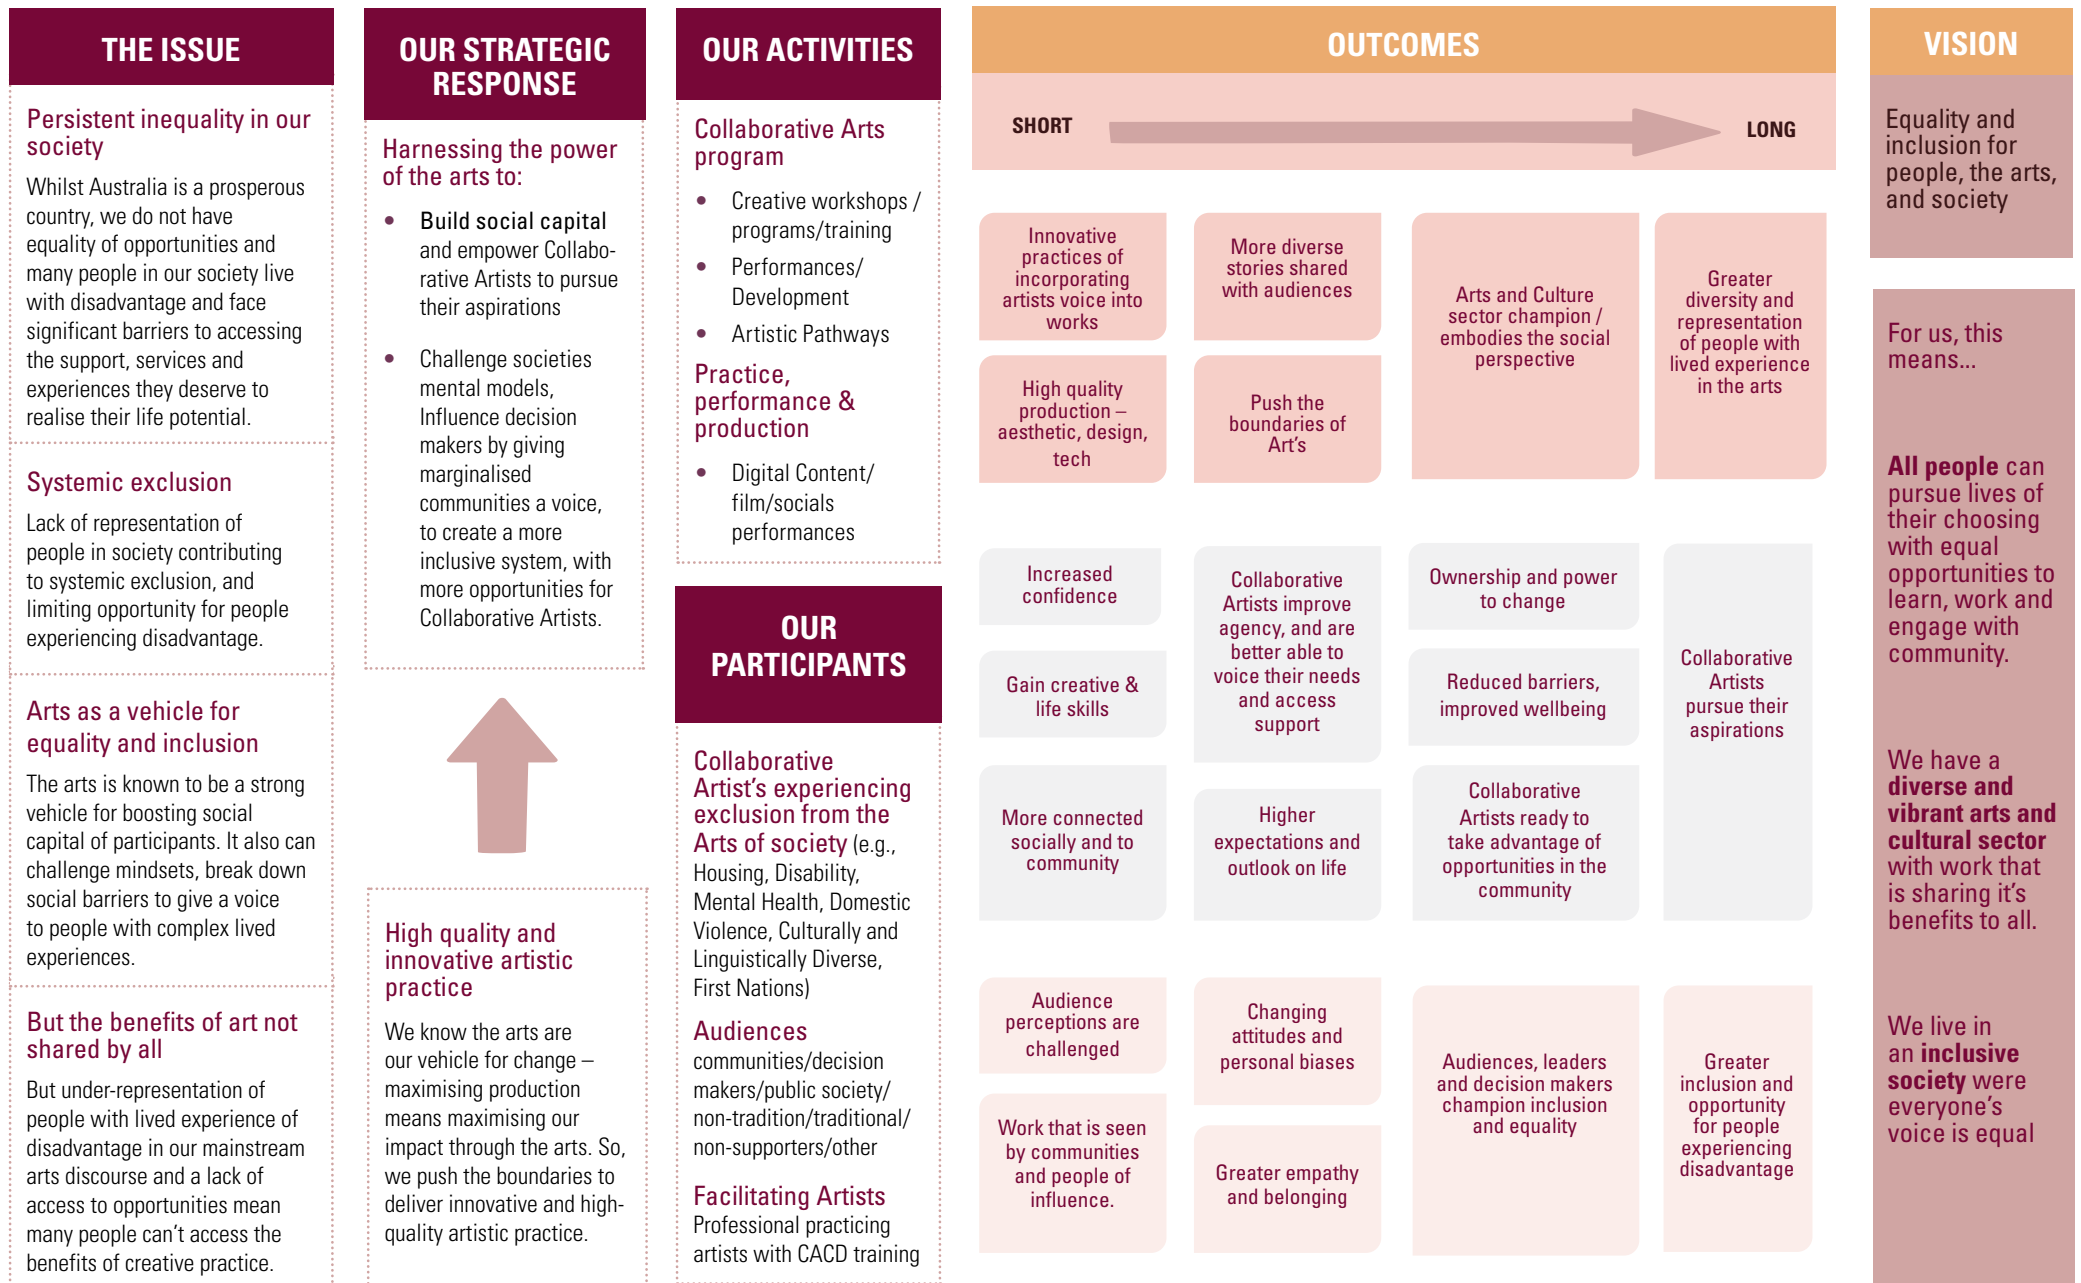 THE ISSUE
Persistent inequality in our
society
Whilst Australia is a prosperous
country, we do not have
equality of opportunities and
many people in our society live
with disadvantage and face
significant barriers to accessing
the support, services and
experiences they deserve to
realise their life potential.
Systemic exclusion
Lack of representation of
people in society contributing
to systemic exclusion, and
limiting opportunity for people
experiencing disadvantage.
Arts as a vehicle for
equality and inclusion
The arts is known to be a strong
vehicle for boosting social
capital of participants. It also can
challenge mindsets, break down
social barriers to give a voice
to people with complex lived
experiences.
But the benefits of art not
shared by all
But under-representation of
people with lived experience of
disadvantage in our mainstream
arts discourse and a lack of
access to opportunities mean
many people can't access the
benefits of creative practice.
OUR STRATEGIC
RESPONSE
Harnessing the power
of the arts to:
• Build social capital
and empower Collabo-
rative Artists to pursue
their aspirations
• Challenge societies
mental models,
Influence decision
makers by giving
marginalised
communities a voice,
to create a more
inclusive system, with
more opportunities for
Collaborative Artists.
High quality and
innovative artistic
practice
We know the arts are
our vehicle for change –
maximising production
means maximising our
impact through the arts. So,
we push the boundaries to
deliver innovative and high-
quality artistic practice.
OUR ACTIVITIES
Collaborative Arts
program
• Creative workshops /
programs/training
• Performances/
Development
• Artistic Pathways
Practice,
performance &
production
• Digital Content/
film/socials
performances
OUR
PARTICIPANTS
Collaborative
Artist's experiencing
exclusion from the
Arts of society (e.g.,
Housing, Disability,
Mental Health, Domestic
Violence, Culturally and
Linguistically Diverse,
First Nations)
Audiences
communities/decision
makers/public society/
non-tradition/traditional/
non-supporters/other
Facilitating Artists
Professional practicing
artists with CACD training
OUTCOMES
SHORT
LONG
Innovative
practices of
incorporating
artists voice into
works
More diverse
stories shared
with audiences
Arts and Culture
sector champion /
embodies the social
perspective
Greater
diversity and
representation
of people with
lived experience
in the arts
High quality
production –
aesthetic, design,
tech
Push the
boundaries of
Art's
Increased
confidence
Collaborative
Artists improve
agency, and are
better able to
voice their needs
and access
support
Ownership and power
to change
Collaborative
Artists
pursue their
aspirations
Gain creative &
life skills
Reduced barriers,
improved wellbeing
More connected
socially and to
community
Higher
expectations and
outlook on life
Collaborative
Artists ready to
take advantage of
opportunities in the
community
Audience
perceptions are
challenged
Changing
attitudes and
personal biases
Audiences, leaders
and decision makers
champion inclusion
and equality
Greater
inclusion and
opportunity
for people
experiencing
disadvantage
Work that is seen
by communities
and people of
influence.
Greater empathy
and belonging
VISION
Equality and
inclusion for
people, the arts,
and society
For us, this
means...
All people can
pursue lives of
their choosing
with equal
opportunities to
learn, work and
engage with
community.
We have a
diverse and
vibrant arts and
cultural sector
with work that
is sharing it's
benefits to all.
We live in
an inclusive
society were
everyone's
voice is equal